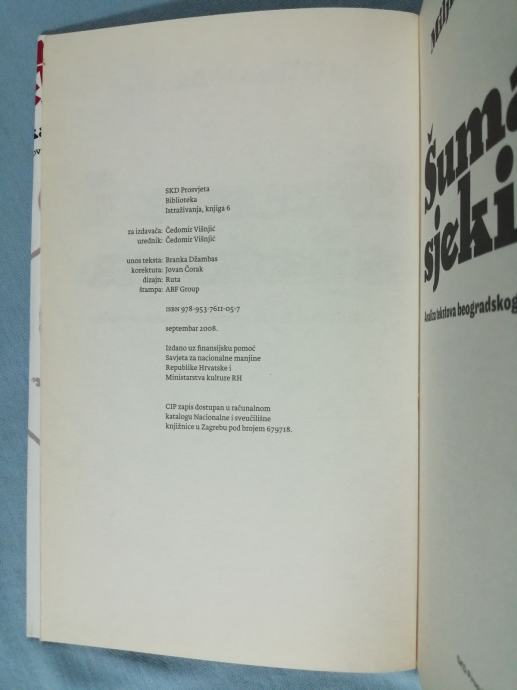 SKD Prosvjeta
Biblioteka
Istraživanja, knjiga 6
za izdavača: Čedomir Višnjić
urednik: Čedomir Višnjić
unos teksta: Branka Džambas
korektura: Jovan Čorak
dizajn: Ruta
štampa: ABF Group
ISBN 978-953-7611-05-7
septembar 2008.
Izdano uz finansijsku pomoć
Savjeta za nacionalne manjine
Republike Hrvatske i
Ministarstva kulture RH
CIP zapis dostupan u računalnom
katalogu Nacionalne i sveučilišne
knjižnice u Zagrebu pod brojem 679718.
Milj
Šuma
sjeki
Analiza tekstova beogradskog